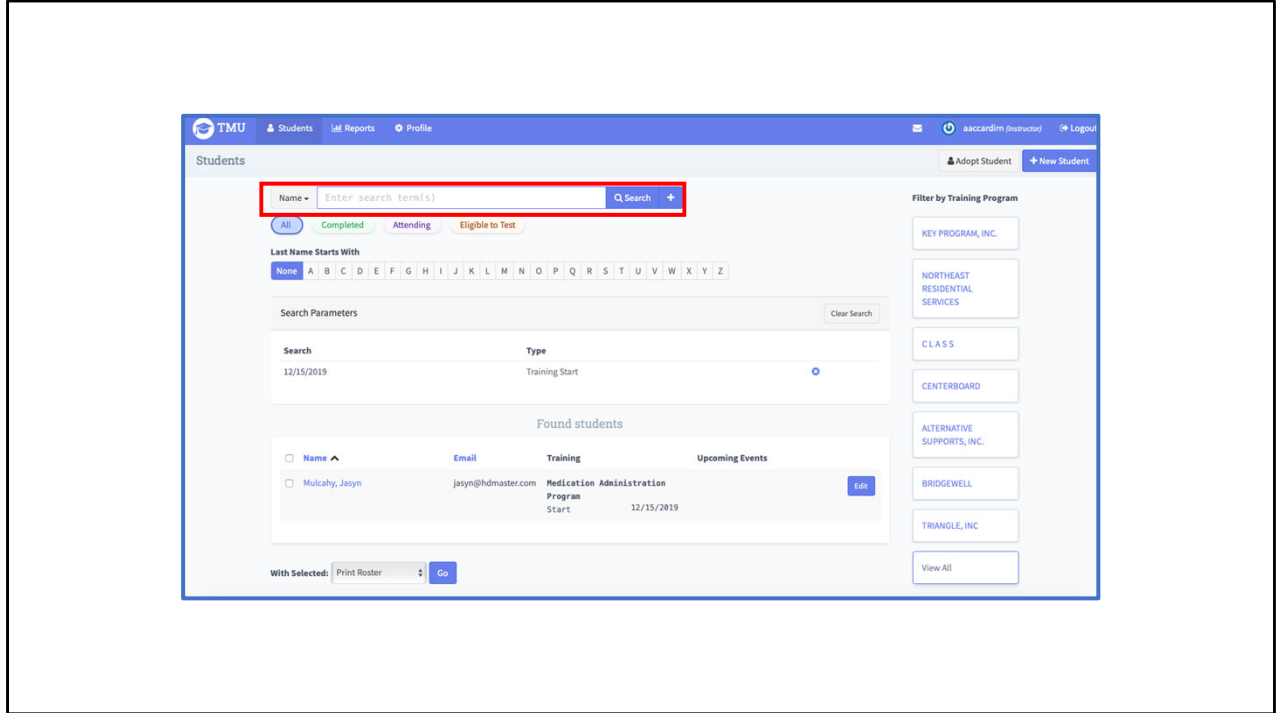 TMU Students Reports Profile aaccardim (Instructor) Logout
Students Adopt Student + New Student
Name Enter search term(s) Search +
All Completed Attending Eligible to Test
Last Name Starts With
None A B C D E F G H I J K L M N O P Q R S T U V W X Y Z
Search Parameters Clear Search
Search Type
12/15/2019 Training Start
Found students
Name Email Training Upcoming Events
Mulcahy, Jasyn jasyn@hdmaster.com Medication Administration Edit
Program
Start 12/15/2019
With Selected: Print Roster Go
Filter by Training Program
KEY PROGRAM, INC.
NORTHEAST
RESIDENTIAL
SERVICES
C L A S S
CENTERBOARD
ALTERNATIVE
SUPPORTS, INC.
BRIDGEWELL
TRIANGLE, INC
View All